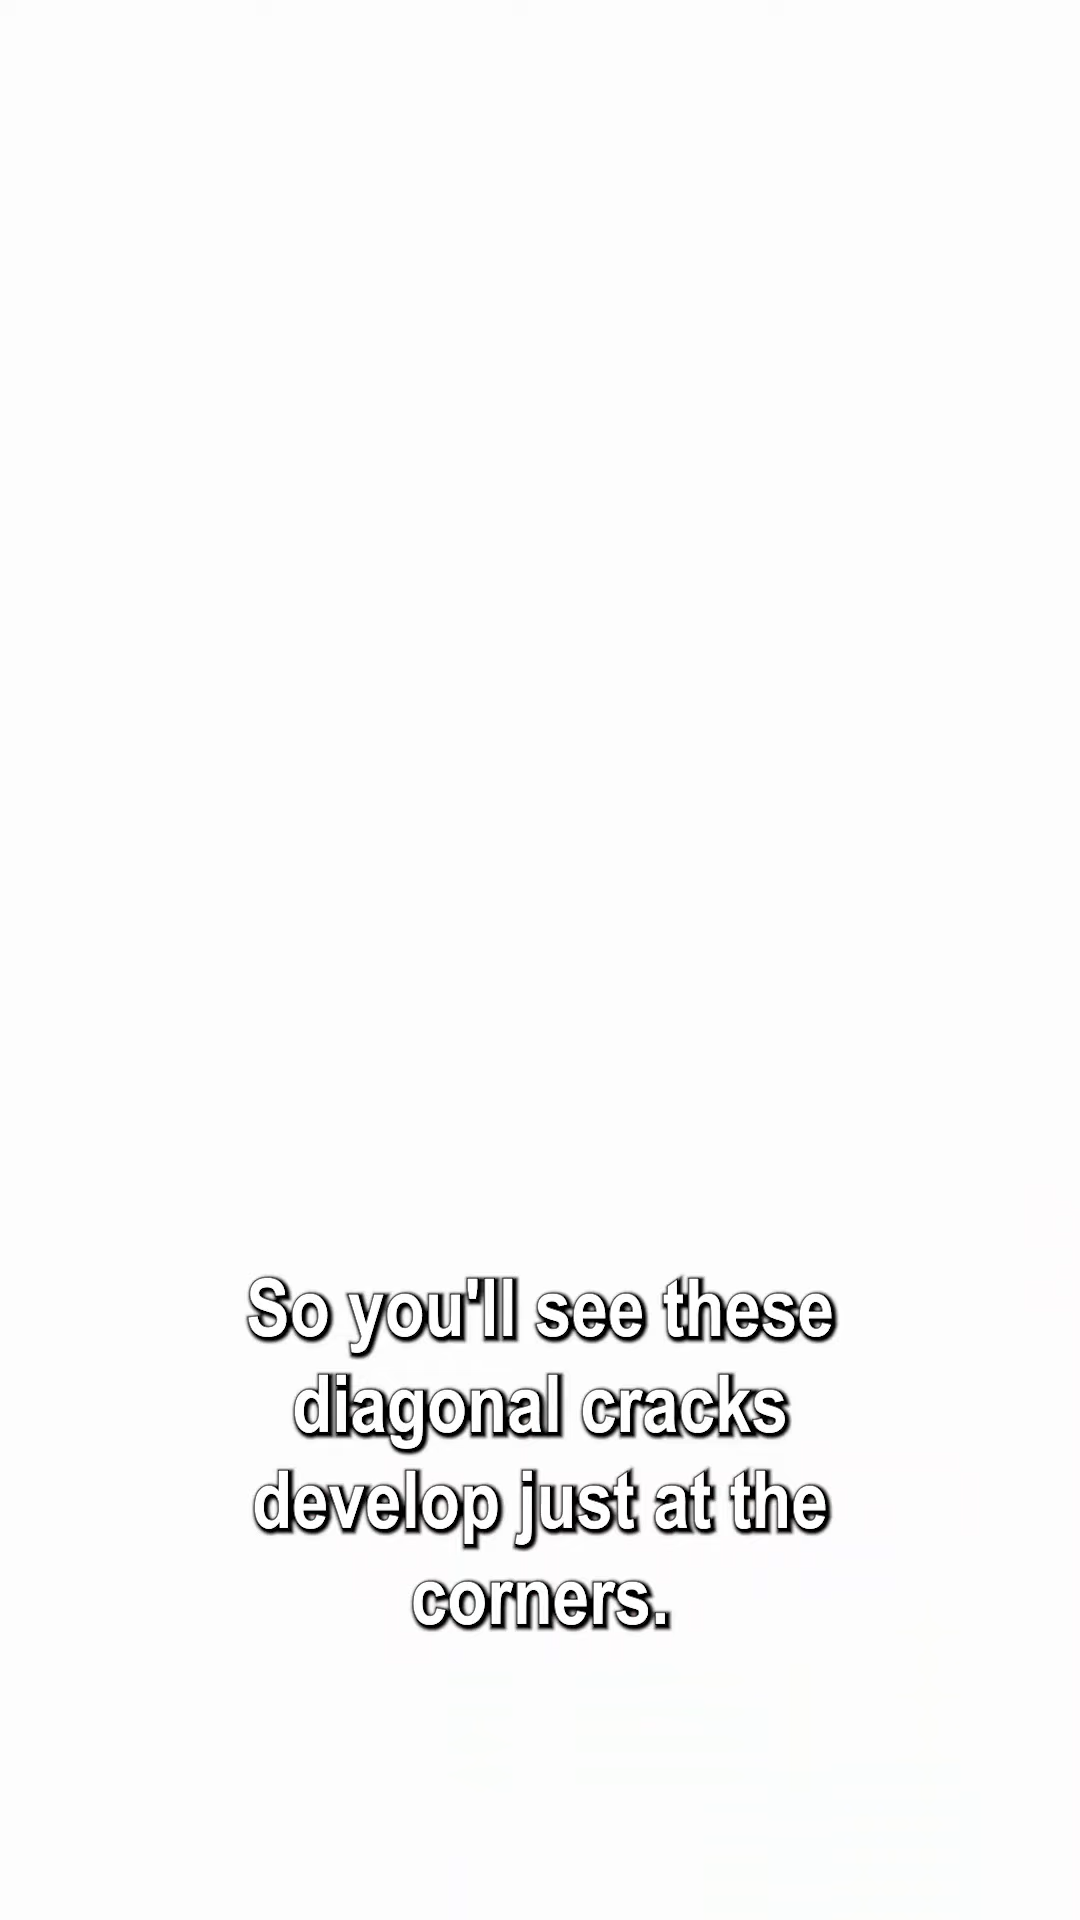 So you'll see these
diagonal cracks
develop just at the
corners.